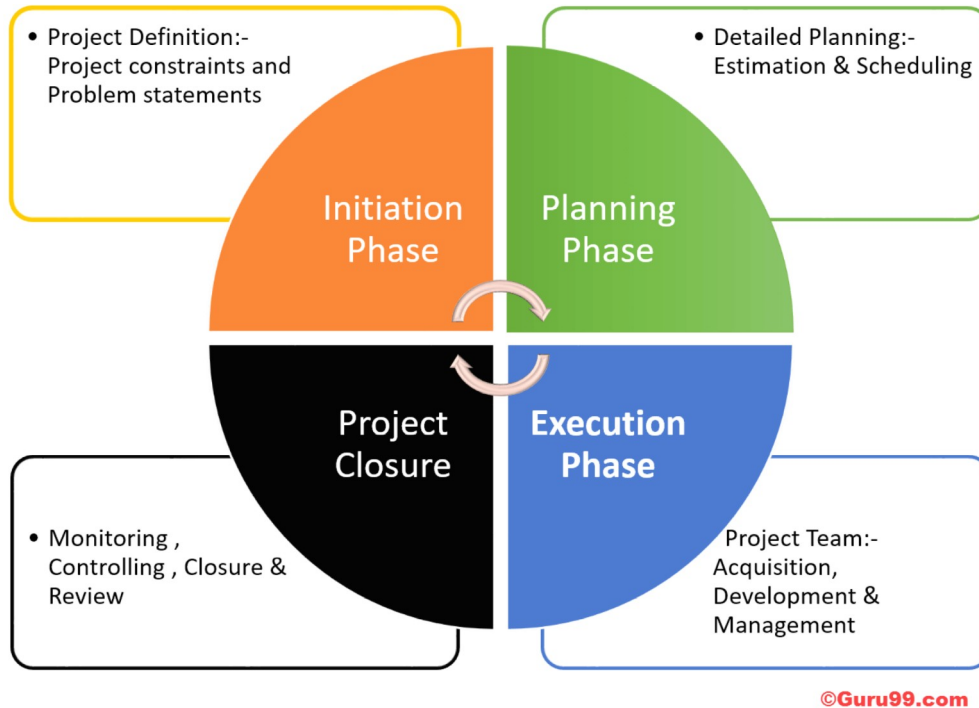 • Project Definition:-
Project constraints and
Problem statements
• Detailed Planning:-
Estimation & Scheduling
Initiation
Phase
Planning
Phase
Project
Closure
Execution
Phase
• Monitoring ,
Controlling , Closure &
Review
Project Team:-
Acquisition,
Development &
Management
©Guru99.com